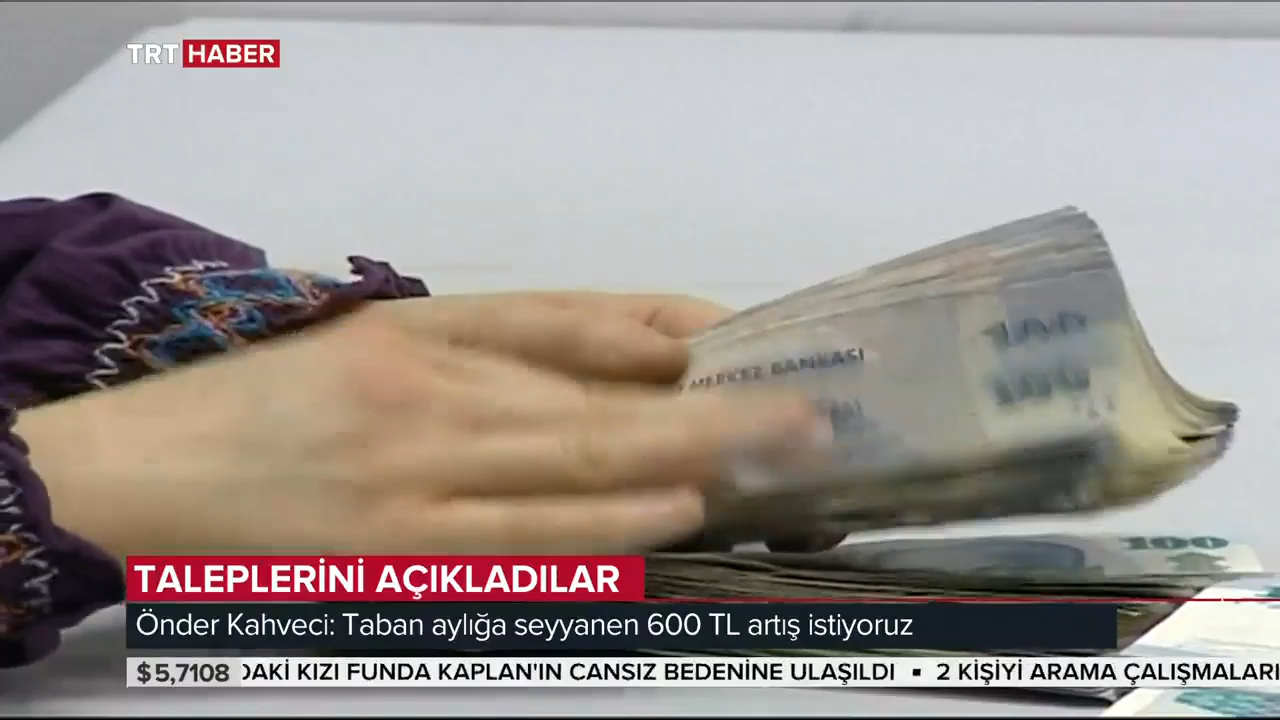 TRT HABER
MERKEZ BANKASI
100
100
100
TALEPLERİNİ AÇIKLADILAR
Önder Kahveci: Taban aylığa seyyanen 600 TL artış istiyoruz
$5,7108 DAKİ KIZI FUNDA KAPLAN'IN CANSIZ BEDENİNE ULAŞILDI ▪ 2 KİŞİYİ ARAMA ÇALIŞMALARI